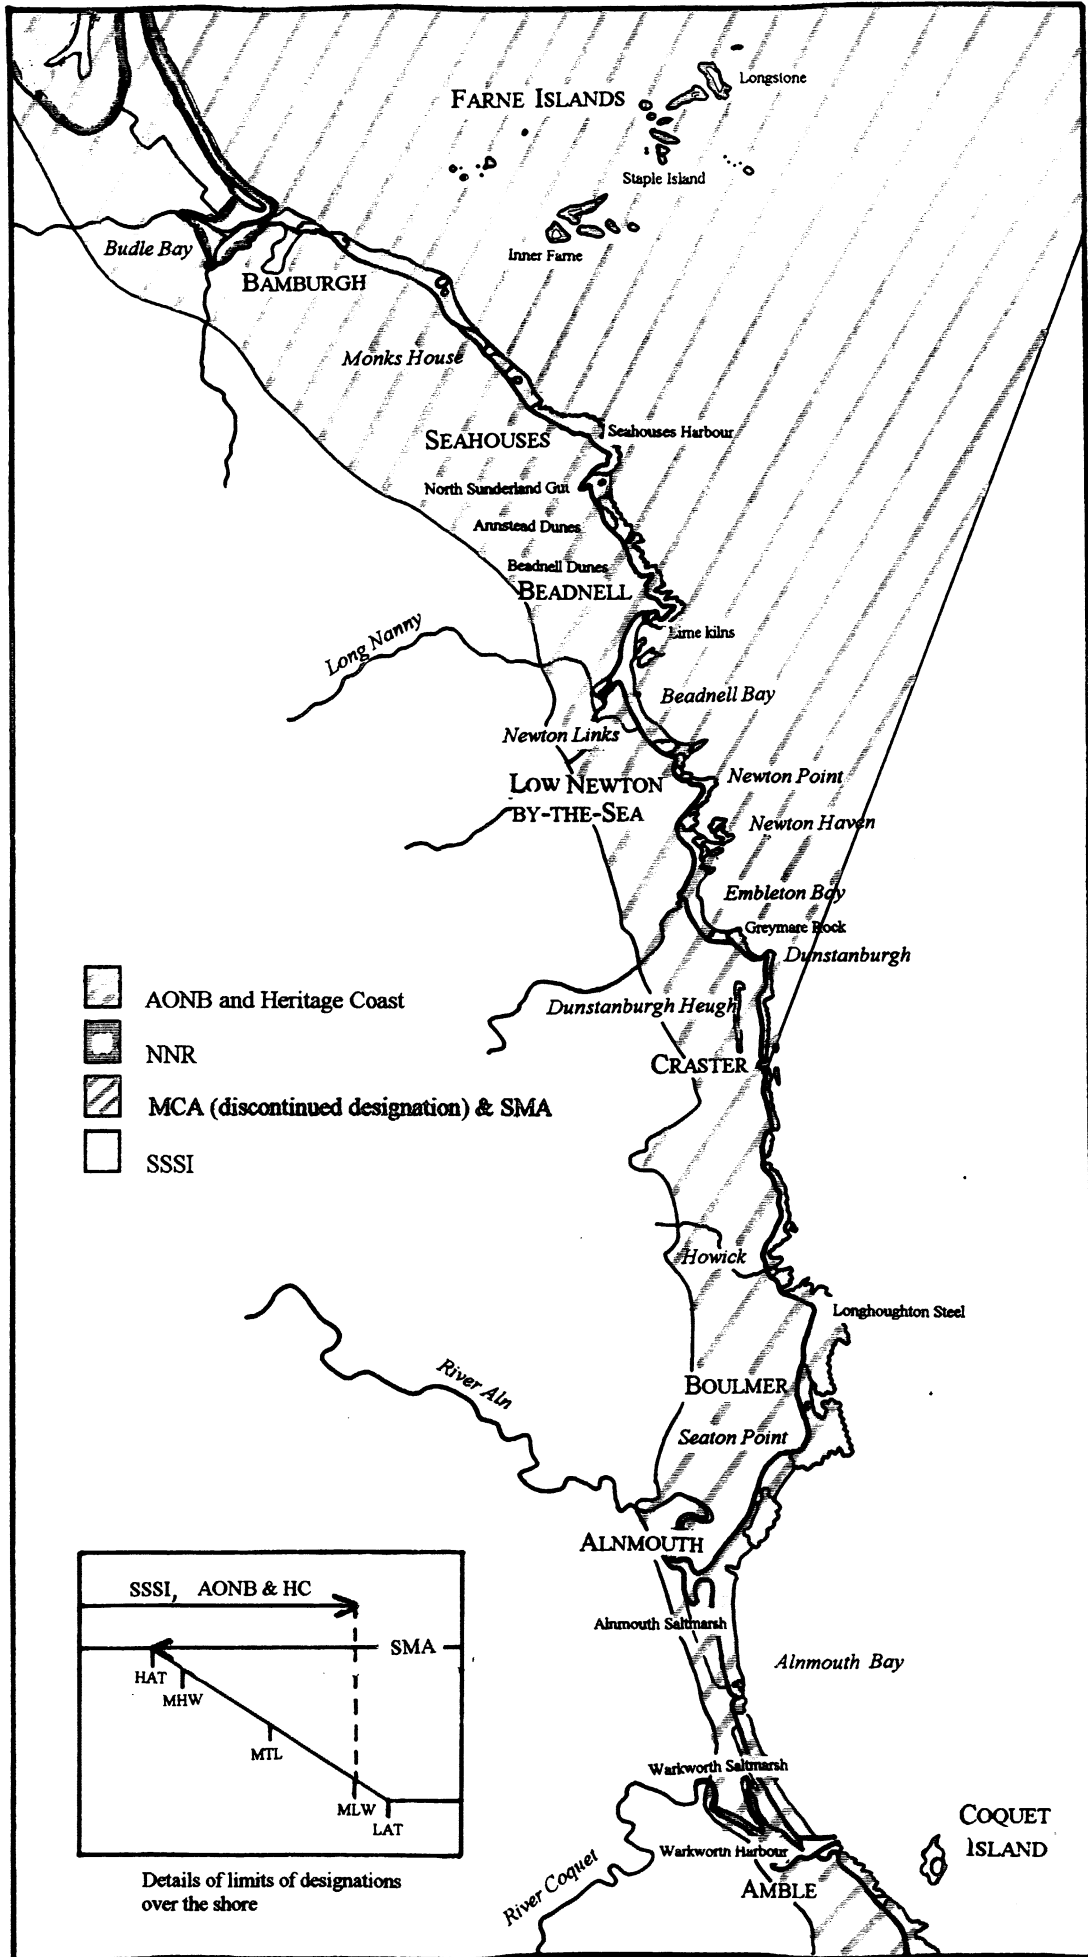 Longstone
FARNE ISLANDS
Staple Island
Inner Farne
Budle Bay
BAMBURGH
Monks House
SEAHOUSES
Seahouses Harbour
North Sunderland Gut
Annstead Dunes
Beadnell Dunes
BEADNELL
Lime kilns
Long Nanny
Beadnell Bay
Newton Links
LOW NEWTON
BY-THE-SEA
Newton Point
Newton Haven
Embleton Bay
Greymare Rock
Dunstanburgh
Dunstanburgh Heugh
CRASTER
AONB and Heritage Coast
NNR
MCA (discontinued designation) & SMA
SSSI
Howick
Longhoughton Steel
River Aln
BOULMER
Seaton Point
ALNMOUTH
Alnmouth Saltmarsh
Alnmouth Bay
Warkworth Saltmarsh
Warkworth Harbour
River Coquet
AMBLE
COQUET
ISLAND
SSSI, AONB & HC
SMA
HAT
MHW
MTL
MLW
LAT
Details of limits of designations
over the shore